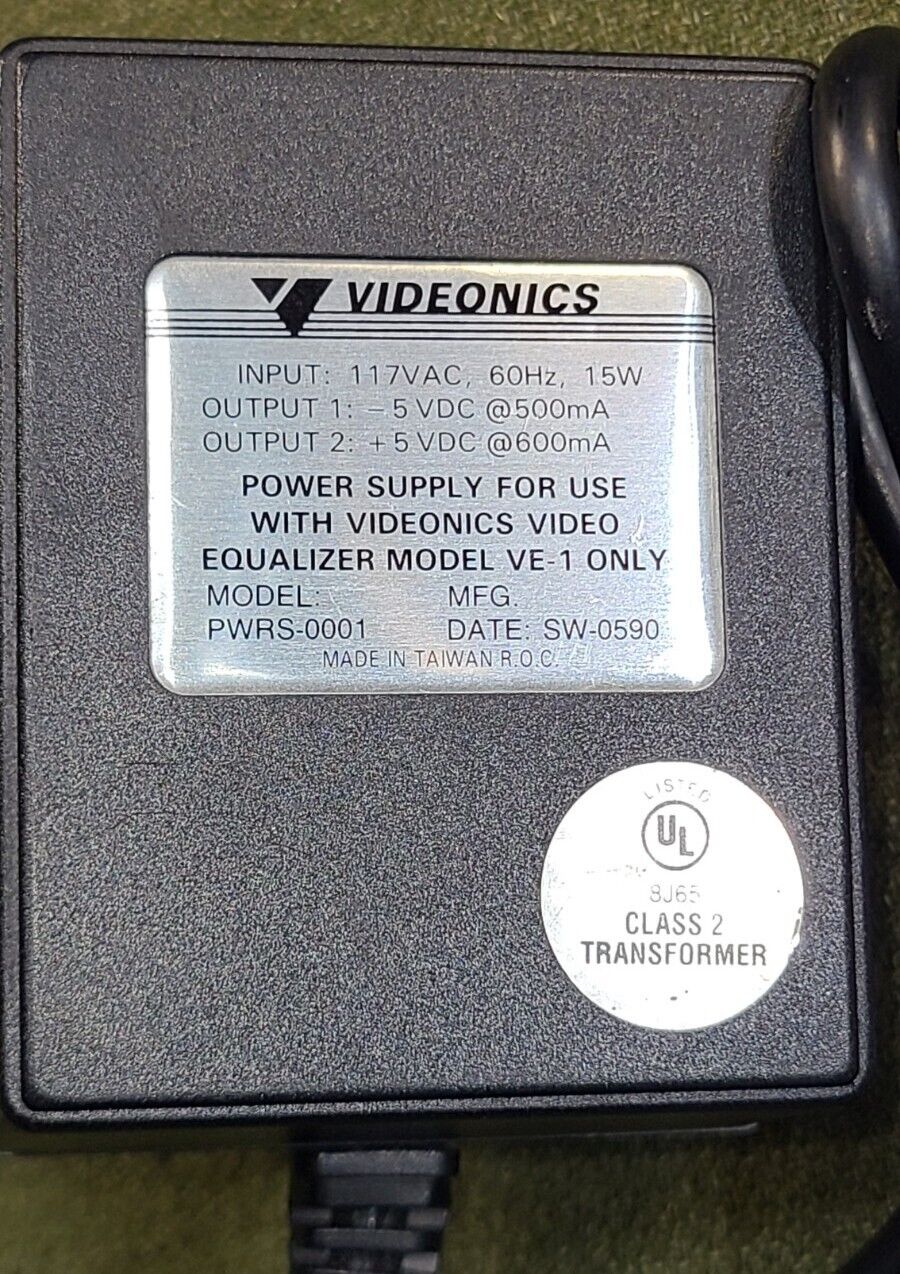 VIDEONICS
INPUT: 117VAC, 60Hz, 15W
OUTPUT 1: –5 VDC @500mA
OUTPUT 2: +5 VDC @600mA
POWER SUPPLY FOR USE
WITH VIDEONICS VIDEO
EQUALIZER MODEL VE-1 ONLY
MODEL: MFG.
PWRS-0001 DATE: SW-0590
MADE IN TAIWAN R.O.C.
LISTED
UL
8J65
CLASS 2
TRANSFORMER